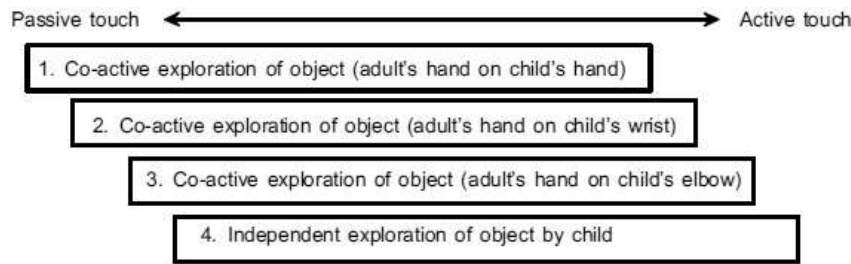 Passive touch Active touch
1. Co-active exploration of object (adult's hand on child's hand)
2. Co-active exploration of object (adult's hand on child's wrist)
3. Co-active exploration of object (adult's hand on child's elbow)
4. Independent exploration of object by child